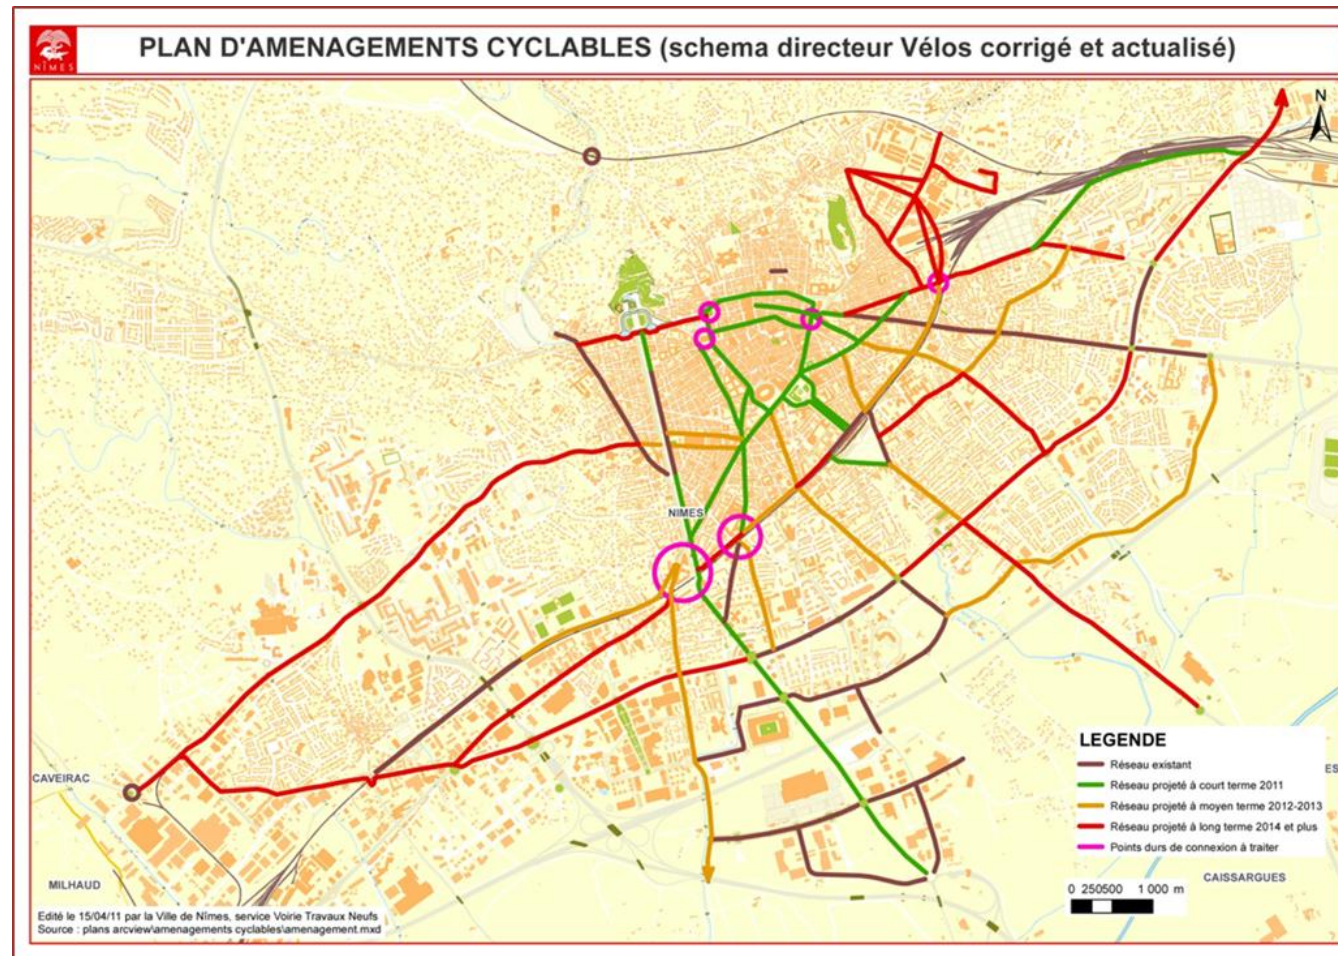 NÎMES
PLAN D'AMENAGEMENTS CYCLABLES (schema directeur Vélos corrigé et actualisé)
N
NIMES
CAVEIRAC
MILHAUD
LEGENDE
Réseau existant
Réseau projeté à court terme 2011
Réseau projeté à moyen terme 2012-2013
Réseau projeté à long terme 2014 et plus
Points durs de connexion à traiter
ES
0 250500 1 000 m
CAISSARGUES
Edité le 15/04/11 par la Ville de Nîmes, service Voirie Travaux Neufs
Source : plans arcview\amenagements cyclables\amenagement.mxd